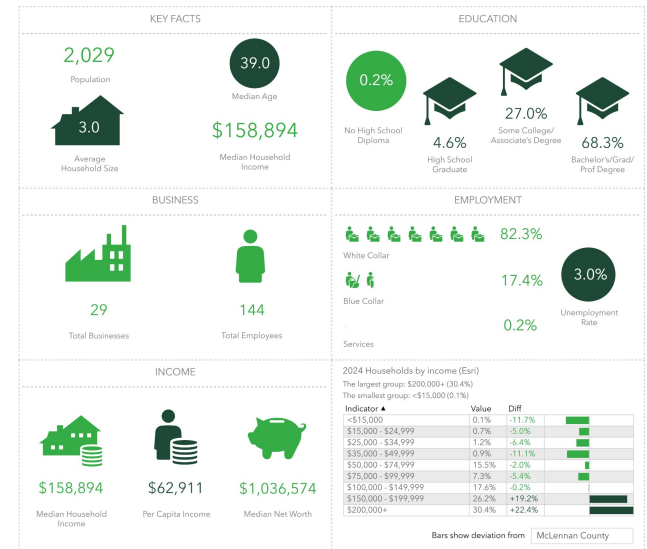 KEY FACTS
2,029
Population
39.0
Median Age
3.0
Average
Household Size
$158,894
Median Household
Income
EDUCATION
0.2%
No High School
Diploma
4.6%
High School
Graduate
27.0%
Some College/
Associate's Degree
68.3%
Bachelor's/Grad/
Prof Degree
BUSINESS
29
Total Businesses
144
Total Employees
EMPLOYMENT
82.3%
White Collar
17.4%
Blue Collar
0.2%
Services
3.0%
Unemployment
Rate
INCOME
$158,894
Median Household
Income
$62,911
Per Capita Income
$1,036,574
Median Net Worth
2024 Households by income (Esri)
The largest group: $200,000+ (30.4%)
The smallest group: <$15,000 (0.1%)
Indicator ▲ Value Diff
<$15,000 0.1% -11.7%
$15,000 - $24,999 0.7% -5.0%
$25,000 - $34,999 1.2% -6.4%
$35,000 - $49,999 0.9% -11.1%
$50,000 - $74,999 15.5% -2.0%
$75,000 - $99,999 7.3% -5.4%
$100,000 - $149,999 17.6% -0.2%
$150,000 - $199,999 26.2% +19.2%
$200,000+ 30.4% +22.4%
Bars show deviation from McLennan County